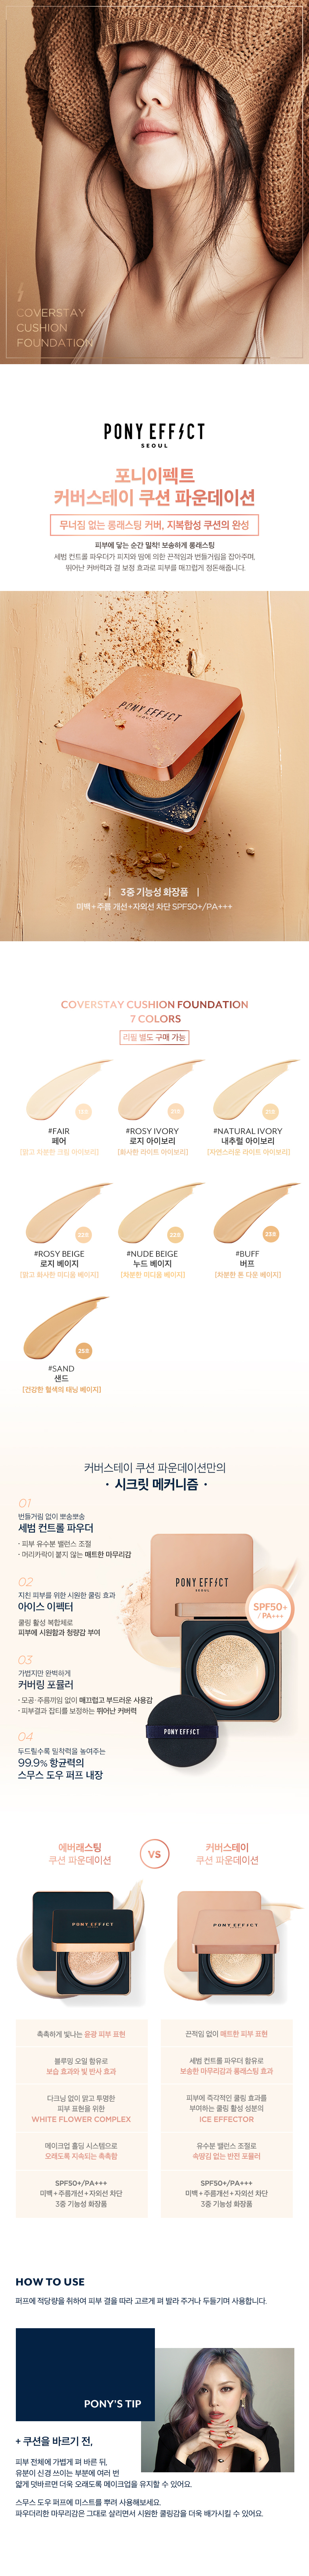 COVERSTAY
CUSHION
FOUNDATION
PONY EFFECT
SEOUL
포니이펙트
커버스테이 쿠션 파운데이션
무너짐 없는 롱래스팅 커버, 지복합성 쿠션의 완성
피부에 닿는 순간 밀착! 보송하게 롱래스팅
세범 컨트롤 파우더가 피지와 땀에 의한 끈적임과 번들거림을 잡아주며,
뛰어난 커버력과 결 보정 효과로 피부를 매끄럽게 정돈해줍니다.
PONY EFFECT
3중 기능성 화장품
미백+주름 개선+자외선 차단 SPF50+/PA+++
COVERSTAY CUSHION FOUNDATION
7 COLORS
리필 별도 구매 가능
#FAIR
페어
[맑고 차분한 크림 아이보리]
21호
#ROSY IVORY
로지 아이보리
[화사한 라이트 아이보리]
21호
#NATURAL IVORY
내추럴 아이보리
[자연스러운 라이트 아이보리]
#ROSY BEIGE
로지 베이지
[맑고 화사한 미디움 베이지]
#NUDE BEIGE
누드 베이지
[차분한 미디움 베이지]
23호
#BUFF
버프
[차분한 톤 다운 베이지]
25호
#SAND
샌드
[건강한 혈색의 태닝 베이지]
커버스테이 쿠션 파운데이션만의
· 시크릿 메커니즘 ·
01
번들거림 없이 뽀송뽀송
세범 컨트롤 파우더
· 피부 유수분 밸런스 조절
· 머리카락이 붙지 않는 매트한 마무리감
02
지친 피부를 위한 시원한 쿨링 효과
아이스 이펙터
쿨링 활성 복합체로
피부에 시원함과 청량감 부여
03
가볍지만 완벽하게
커버링 포뮬러
· 모공·주름끼임 없이 매끄럽고 부드러운 사용감
· 피부결과 잡티를 보정하는 뛰어난 커버력
04
두드릴수록 밀착력을 높여주는
99.9% 항균력의
스무스 도우 퍼프 내장
PONY EFFECT
SEOUL
SPF50+
/ PA+++
PONY EFFECT
에버래스팅
쿠션 파운데이션
VS
커버스테이
쿠션 파운데이션
PONY EFFECT
PONY EFFECT
촉촉하게 빛나는 윤광 피부 표현
끈적임 없이 매트한 피부 표현
블루밍 오일 함유로
보습 효과와 빛 반사 효과
세범 컨트롤 파우더 함유로
보송한 마무리감과 롱래스팅 효과
다크닝 없이 맑고 투명한
피부 표현을 위한
WHITE FLOWER COMPLEX
피부에 즉각적인 쿨링 효과를
부여하는 쿨링 활성 성분의
ICE EFFECTOR
메이크업 홀딩 시스템으로
오래도록 지속되는 촉촉함
유수분 밸런스 조절로
속땅김 없는 반전 포뮬러
SPF50+/PA+++
미백+주름개선+자외선 차단
3중 기능성 화장품
SPF50+/PA+++
미백+주름개선+자외선 차단
3중 기능성 화장품
HOW TO USE
퍼프에 적당량을 취하여 피부 결을 따라 고르게 펴 발라 주거나 두들기며 사용합니다.
PONY'S TIP
+ 쿠션을 바르기 전,
피부 전체에 가볍게 펴 바른 뒤,
유분이 신경 쓰이는 부분에 여러 번
얇게 덧바르면 더욱 오래도록 메이크업을 유지할 수 있어요.
스무스 도우 퍼프에 미스트를 뿌려 사용해보세요.
파우더리한 마무리감은 그대로 살리면서 시원한 쿨링감을 더욱 배가시킬 수 있어요.